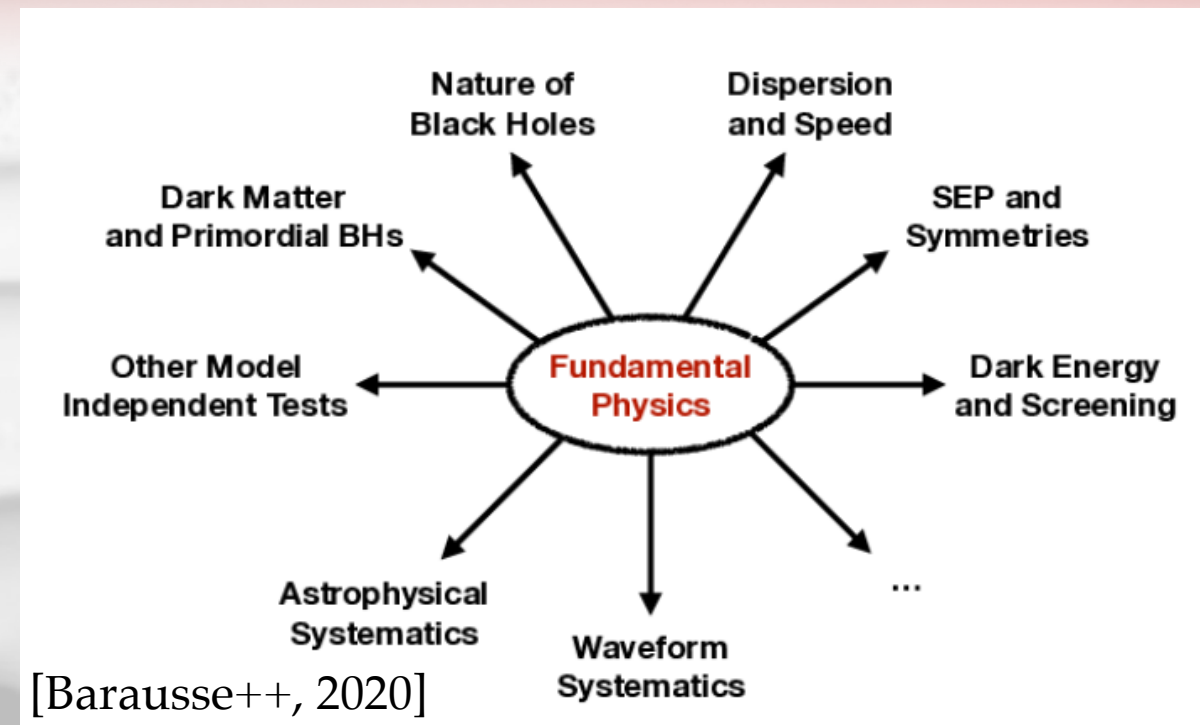 Nature of
Black Holes
Dispersion
and Speed
Dark Matter
and Primordial BHs
SEP and
Symmetries
Other Model
Independent Tests
Fundamental
Physics
Dark Energy
and Screening
Astrophysical
Systematics
Waveform
Systematics
...
[Barausse++, 2020]